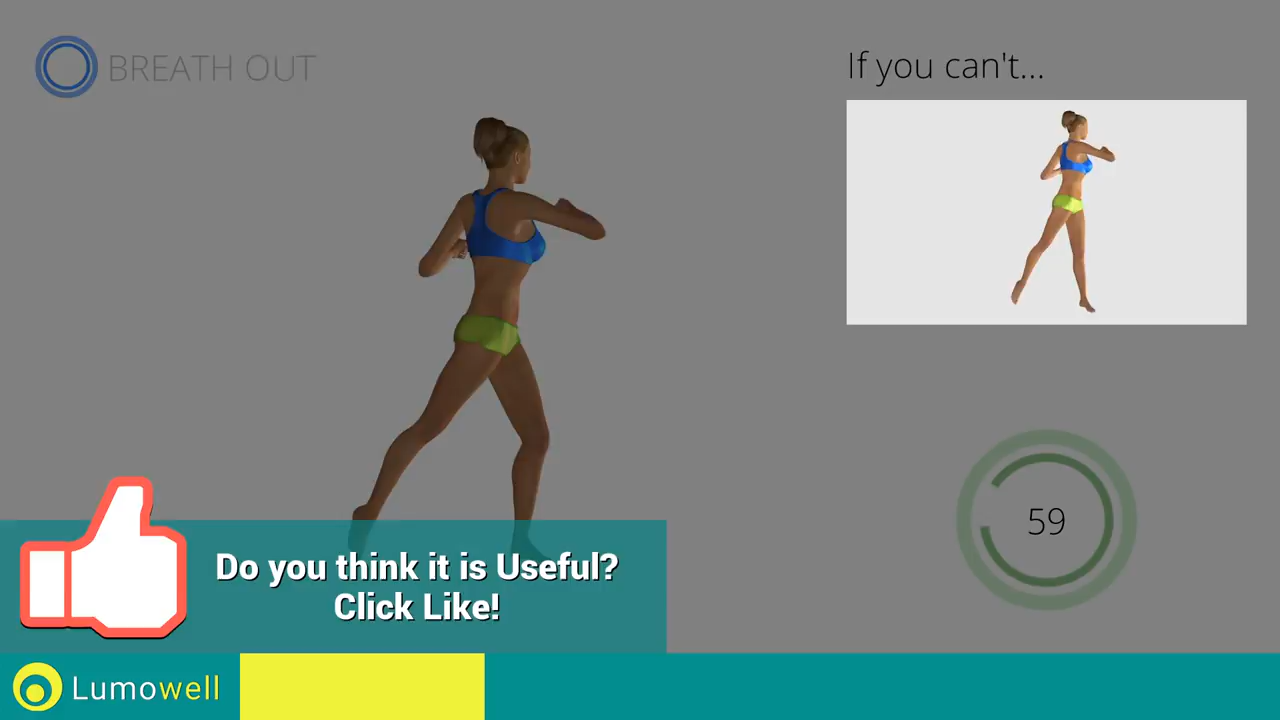 BREATH OUT
If you can't...
59
Do you think it is Useful?
Click Like!
Lumowell